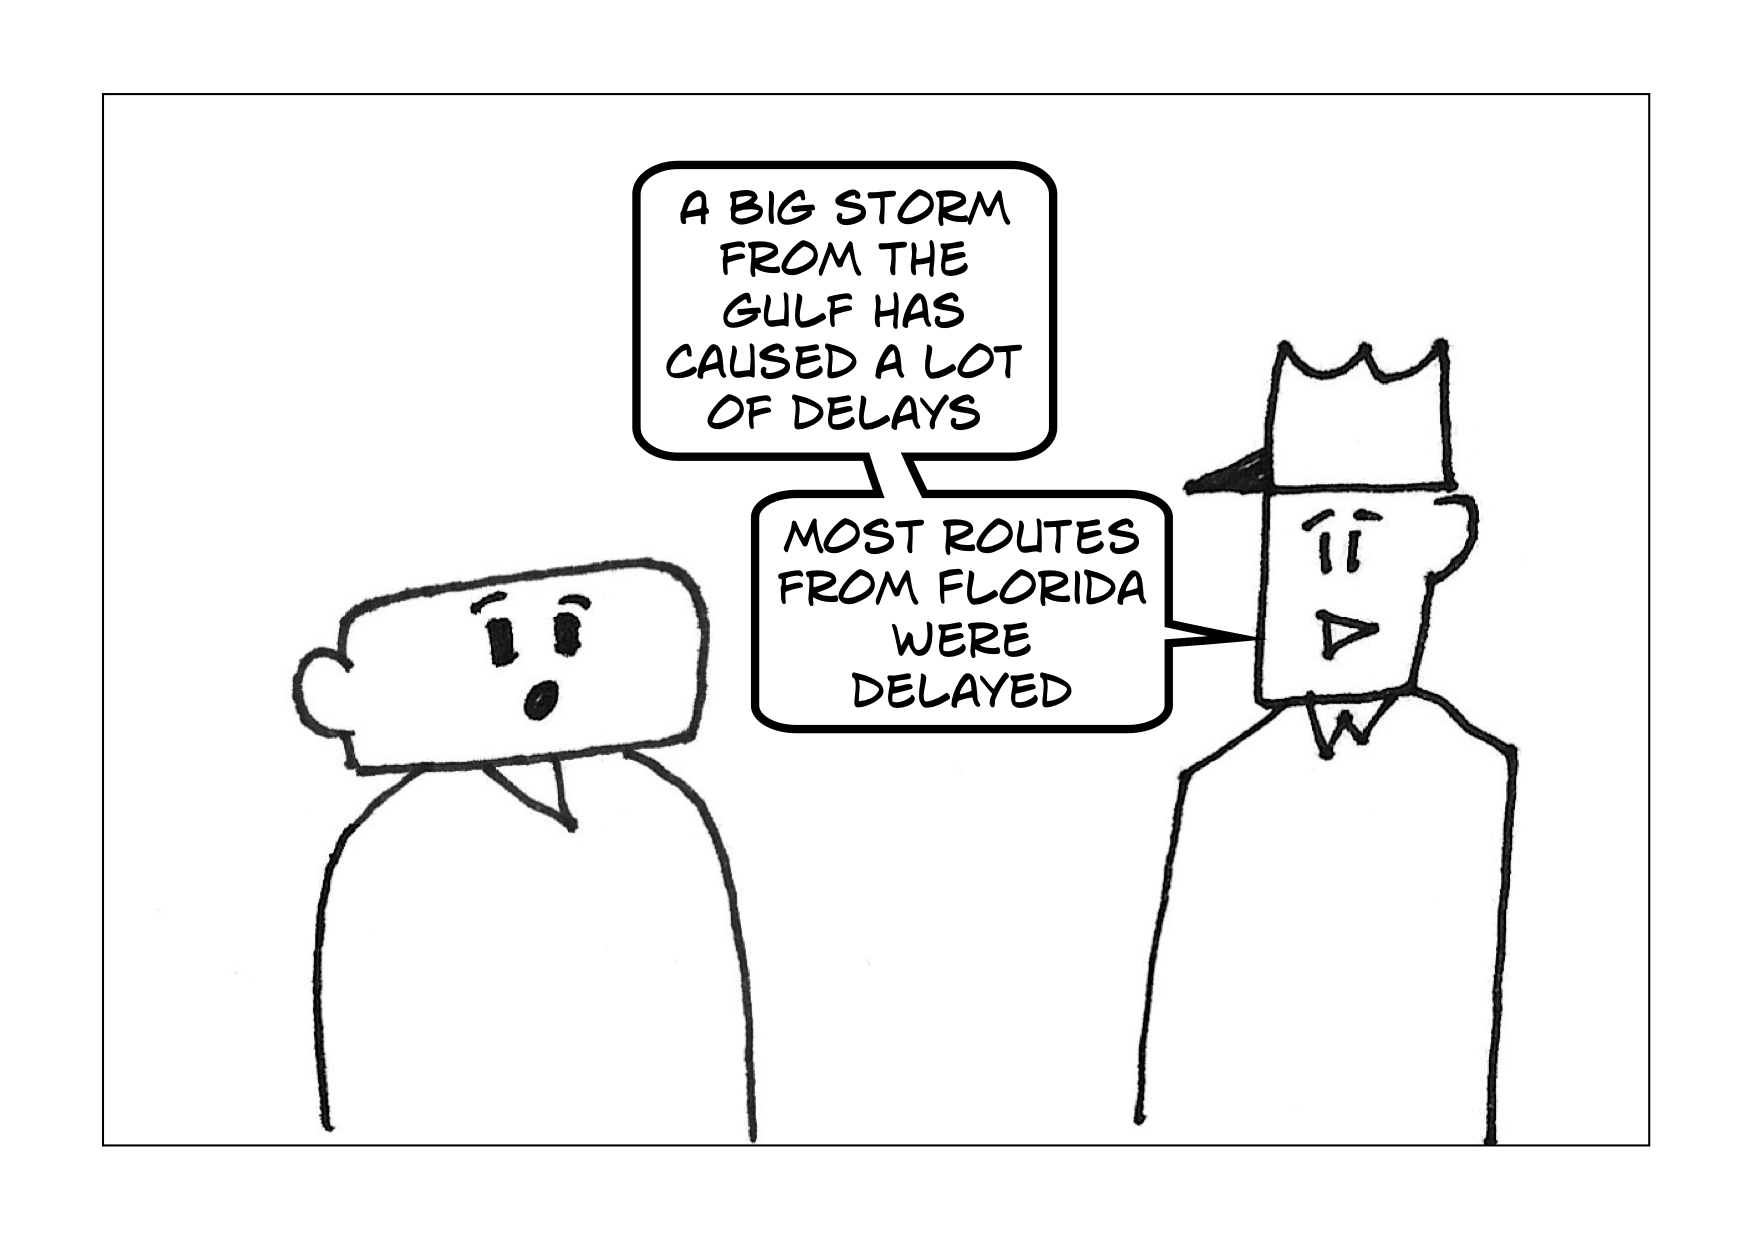 A BIG STORM
FROM THE
GULF HAS
CAUSED A LOT
OF DELAYS
MOST ROUTES
FROM FLORIDA
WERE
DELAYED